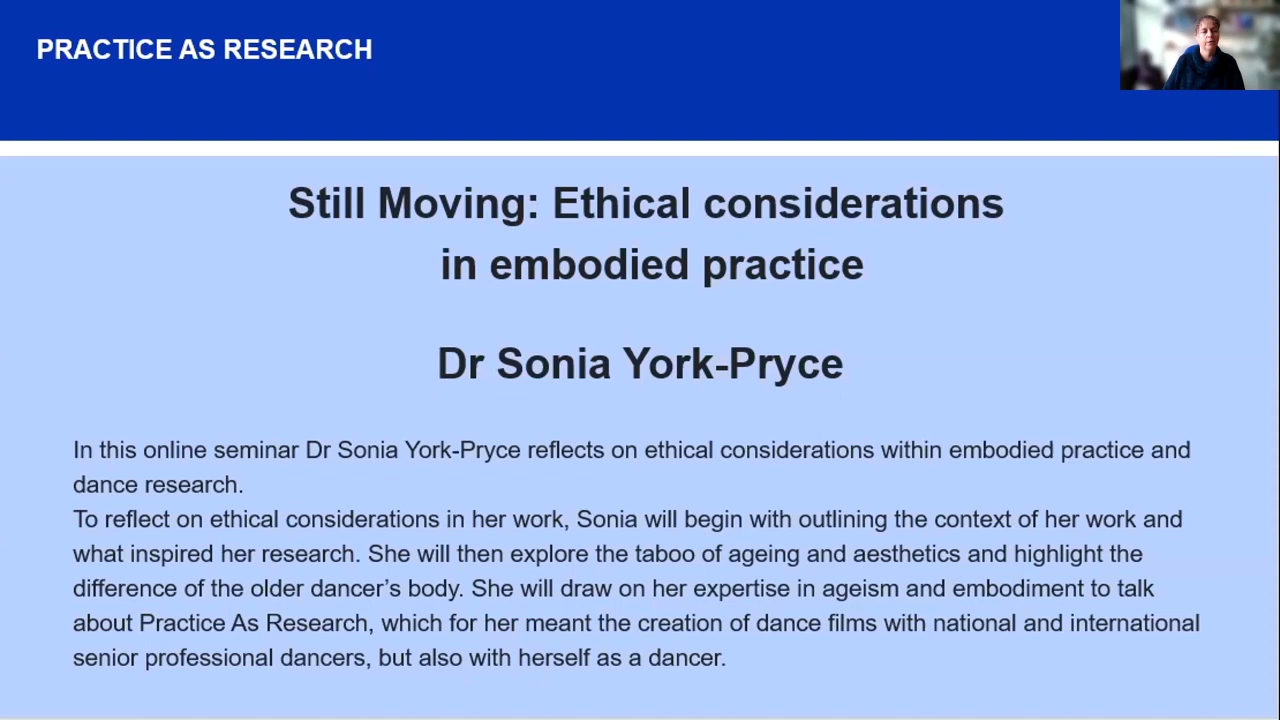 PRACTICE AS RESEARCH
Still Moving: Ethical considerations
in embodied practice
Dr Sonia York-Pryce
In this online seminar Dr Sonia York-Pryce reflects on ethical considerations within embodied practice and
dance research.
To reflect on ethical considerations in her work, Sonia will begin with outlining the context of her work and
what inspired her research. She will then explore the taboo of ageing and aesthetics and highlight the
difference of the older dancer’s body. She will draw on her expertise in ageism and embodiment to talk
about Practice As Research, which for her meant the creation of dance films with national and international
senior professional dancers, but also with herself as a dancer.